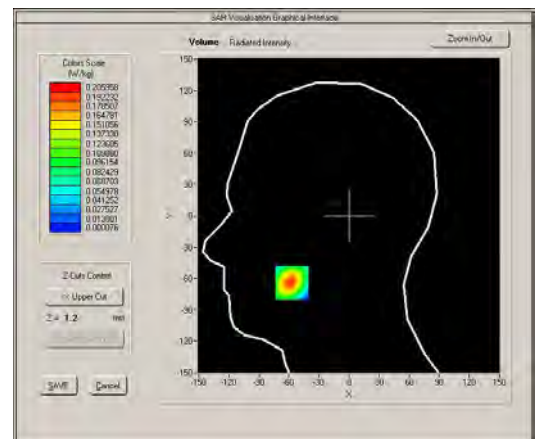 SAR Visualisation Graphical Interface
Volume Radiated Intensity
Zoom In/Out
Colors Scale
(W/kg)
0.205958
0.192232
0.178507
0.164781
0.151056
0.137330
0.123605
0.109880
0.096154
0.082429
0.068703
0.054978
0.041252
0.027527
0.013801
0.000076
150
120
90
60
30
0
-30
-60
-90
-120
-150
Y
-150 -120 -90 -60 -30 0 30 60 90 120 150
X
Z-Cuts Control
<< Upper Cut
Z = 1.2 mm
SAVE Cancel